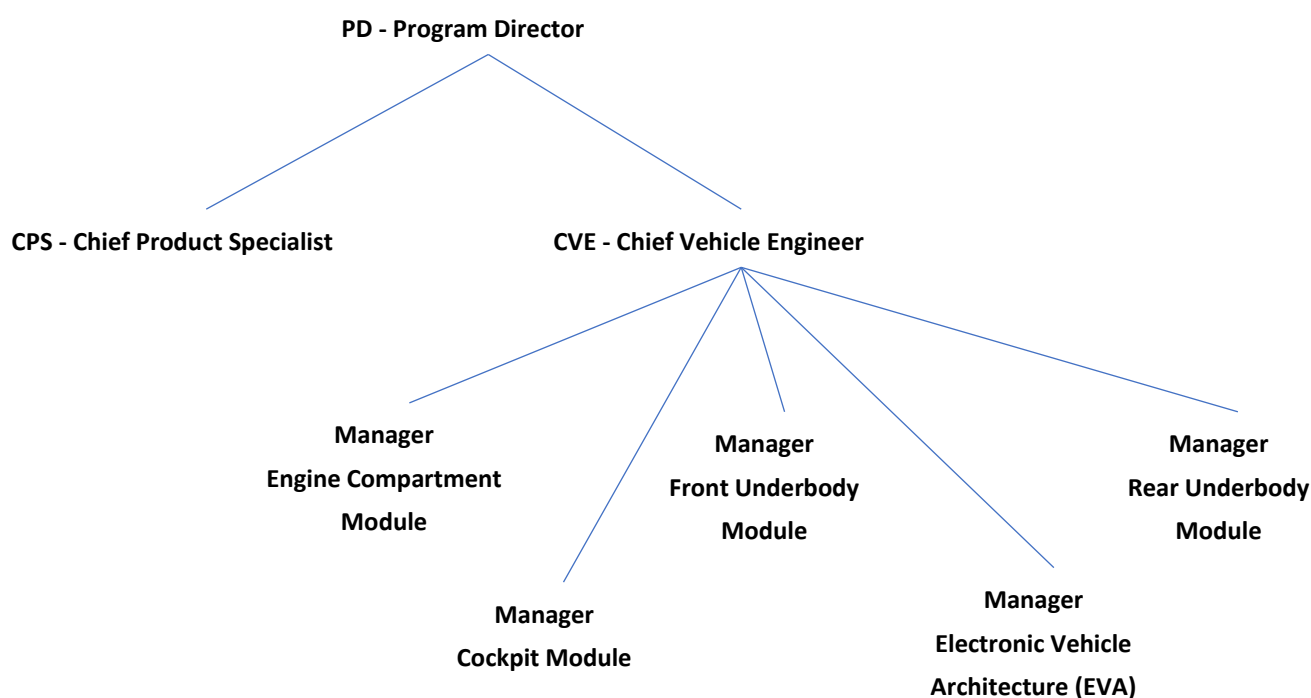 PD - Program Director
CPS - Chief Product Specialist
CVE - Chief Vehicle Engineer
Manager
Engine Compartment
Module
Manager
Front Underbody
Module
Manager
Rear Underbody
Module
Manager
Cockpit Module
Manager
Electronic Vehicle
Architecture (EVA)